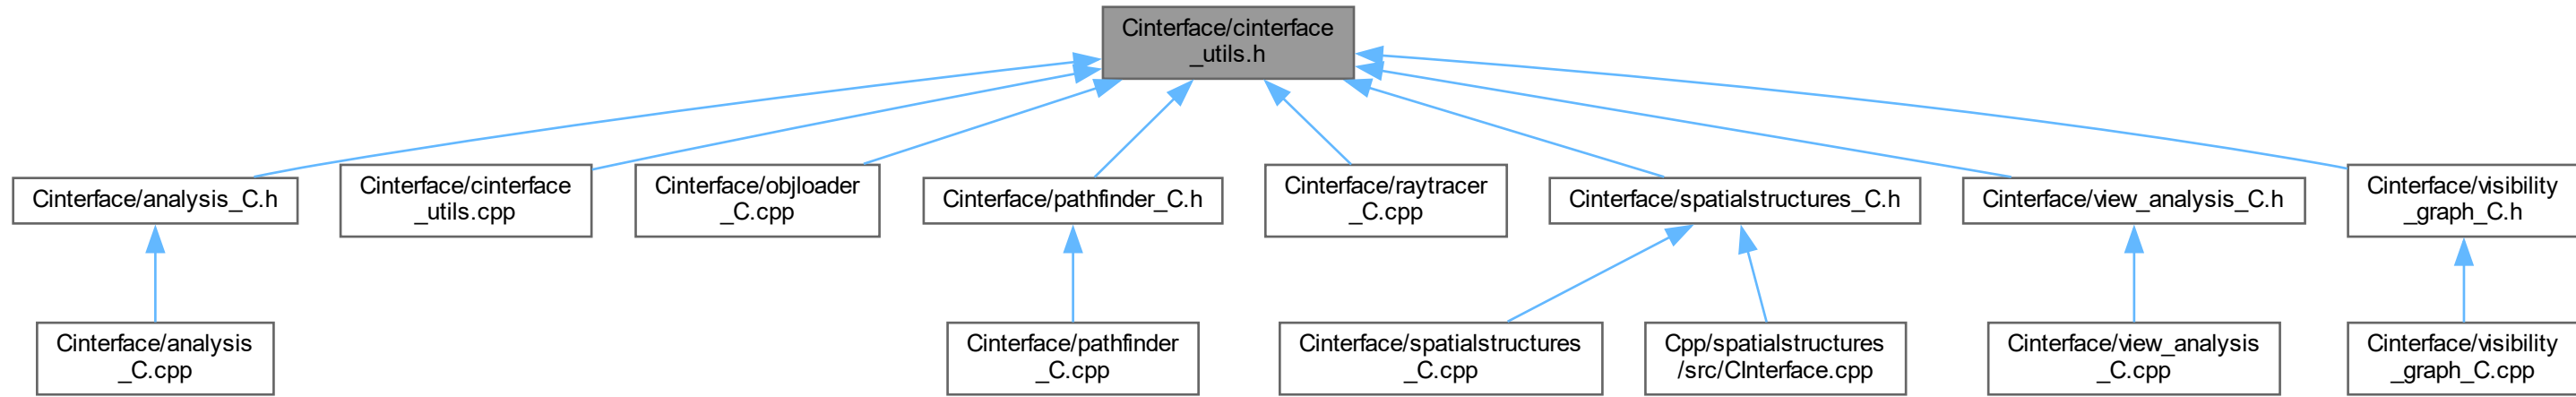 Cinterface/cinterface
_utils.h
Cinterface/analysis_C.h
Cinterface/cinterface
_utils.cpp
Cinterface/objloader
_C.cpp
Cinterface/pathfinder_C.h
Cinterface/raytracer
_C.cpp
Cinterface/spatialstructures_C.h
Cinterface/view_analysis_C.h
Cinterface/visibility
_graph_C.h
Cinterface/analysis
_C.cpp
Cinterface/pathfinder
_C.cpp
Cinterface/spatialstructures
_C.cpp
Cpp/spatialstructures
/src/CInterface.cpp
Cinterface/view_analysis
_C.cpp
Cinterface/visibility
_graph_C.cpp